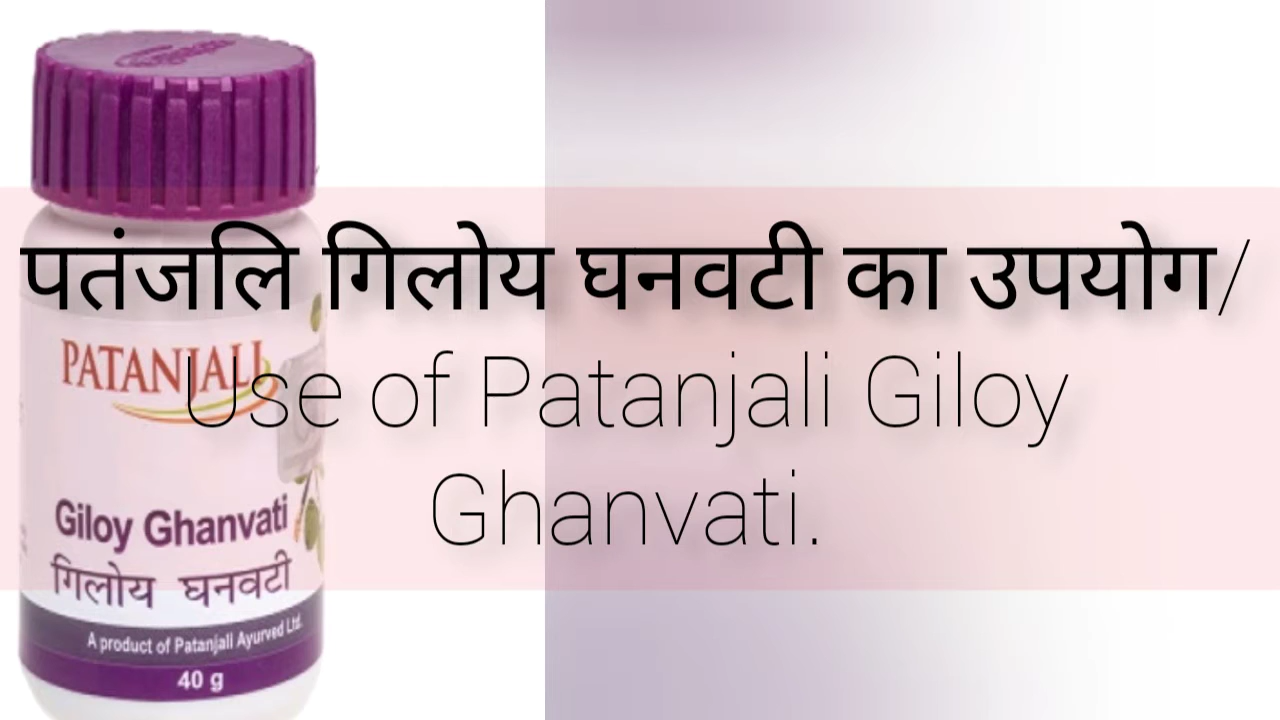 पतंजलि गिलोय घनवटी का उपयोग/
Use of Patanjali Giloy
Ghanvati.
PATANJALI
Giloy Ghanvati
गिलोय घनवटी
A product of Patanjali Ayurved Ltd.
40 g